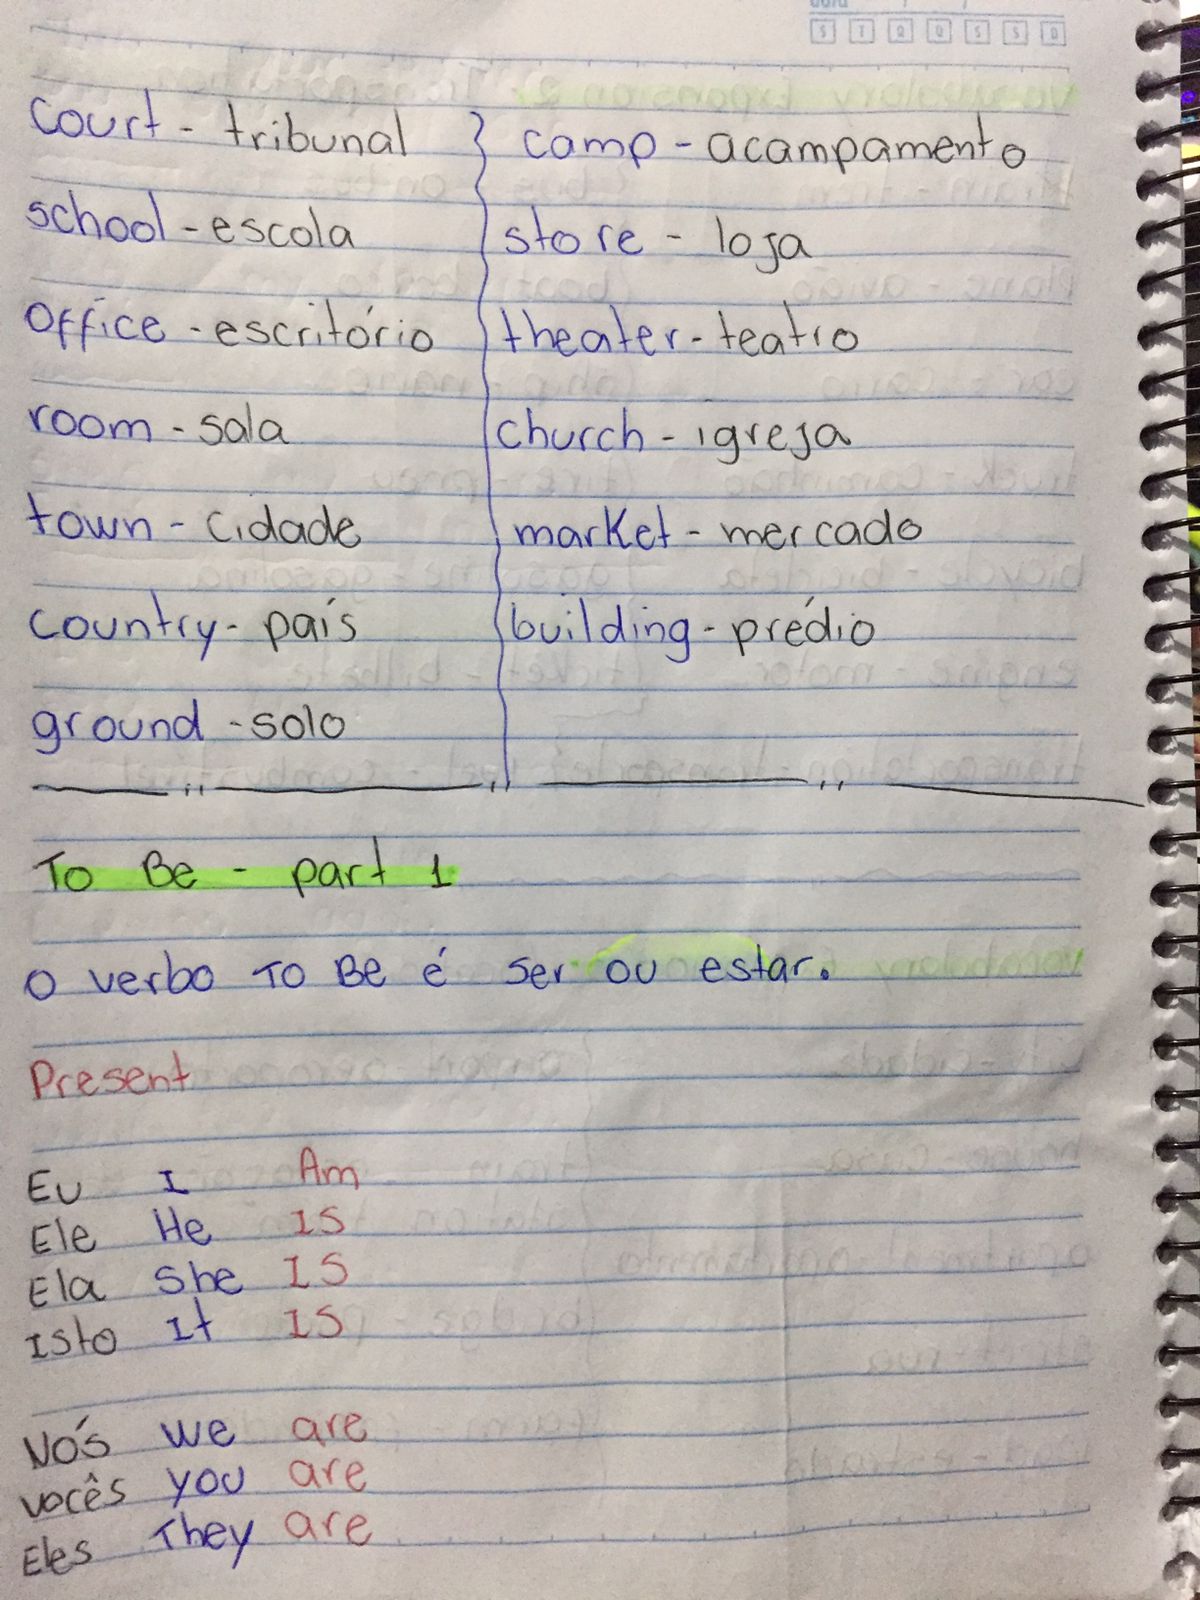 Data / /
S T Q Q S S D
court - tribunal
school - escola
office - escritório
room - sala
town - cidade
country - país
ground - solo
camp - acampamento
store - loja
theater - teatro
church - igreja
market - mercado
building - prédio
To Be - part 1
O verbo To Be é ser ou estar.
Present
Eu I Am
Ele He Is
Ela She Is
Isto It Is
Nós We are
vocês you are
Eles They are